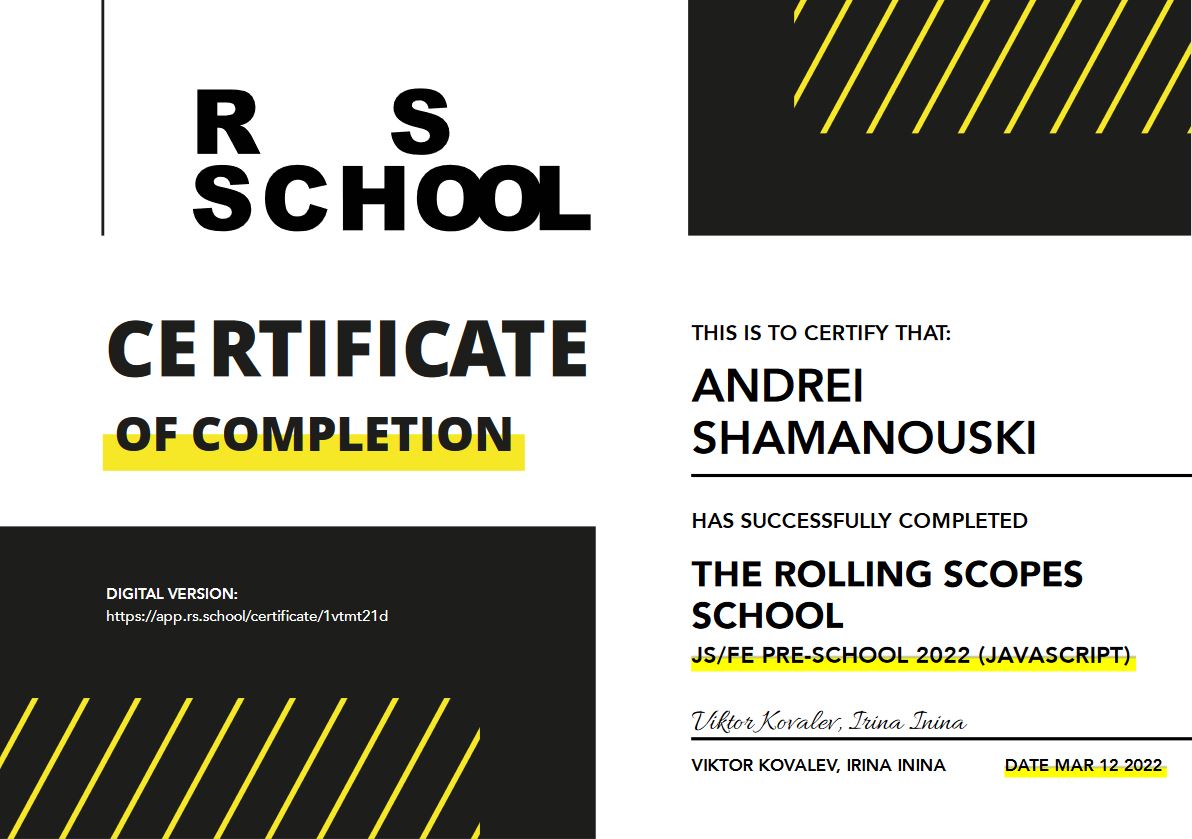 R S
SCHOOL
CERTIFICATE
OF COMPLETION
DIGITAL VERSION:
https://app.rs.school/certificate/1vtmt21d
THIS IS TO CERTIFY THAT:
ANDREI
SHAMANOUSKI
HAS SUCCESSFULLY COMPLETED
THE ROLLING SCOPES
SCHOOL
JS/FE PRE-SCHOOL 2022 (JAVASCRIPT)
Viktor Kovalev, Irina Inina
VIKTOR KOVALEV, IRINA ININA
DATE MAR 12 2022